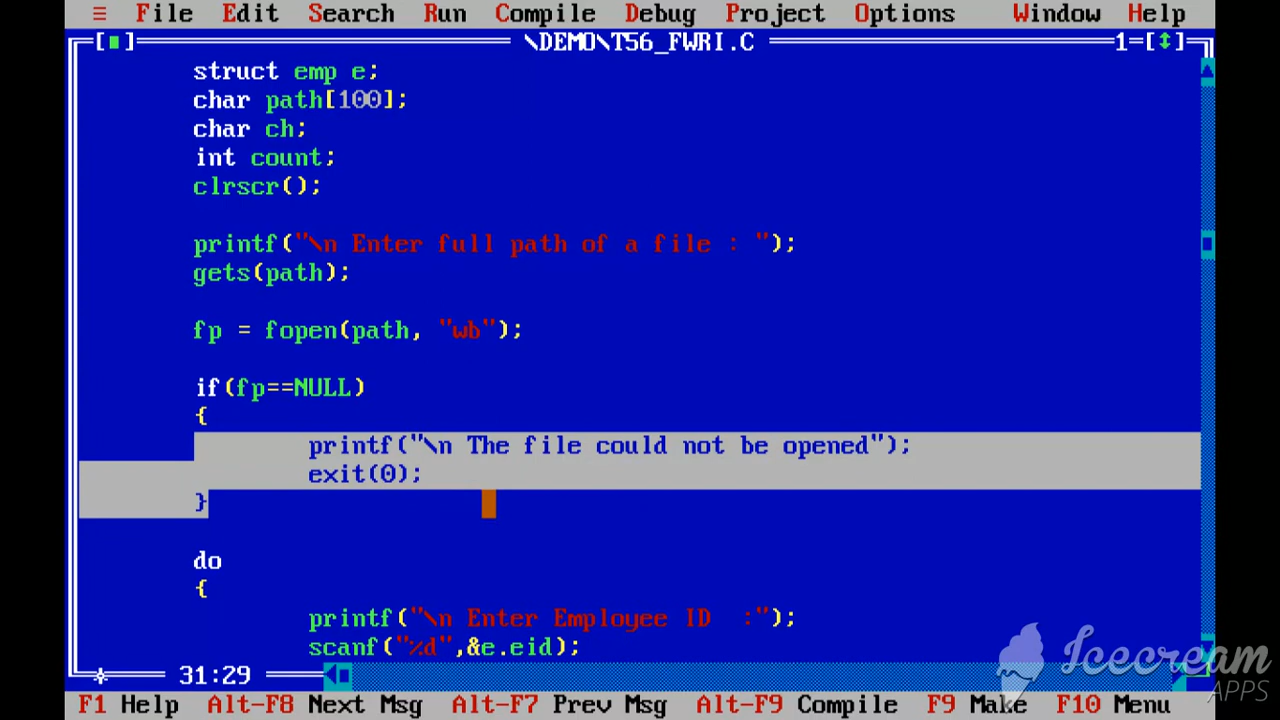 ≡ File Edit Search Run Compile Debug Project Options Window Help
[■] \DEMO\T56_FWRI.C 1=[↕]
struct emp e;
char path[100];
char ch;
int count;
clrscr();
printf("\n Enter full path of a file : ");
gets(path);
fp = fopen(path, "wb");
if(fp==NULL)
{
printf("\n The file could not be opened");
exit(0);
}
do
{
printf("\n Enter Employee ID  :");
scanf("%d",&e.eid);
31:29
Icecream
APPS
F1 Help Alt-F8 Next Msg Alt-F7 Prev Msg Alt-F9 Compile F9 Make F10 Menu